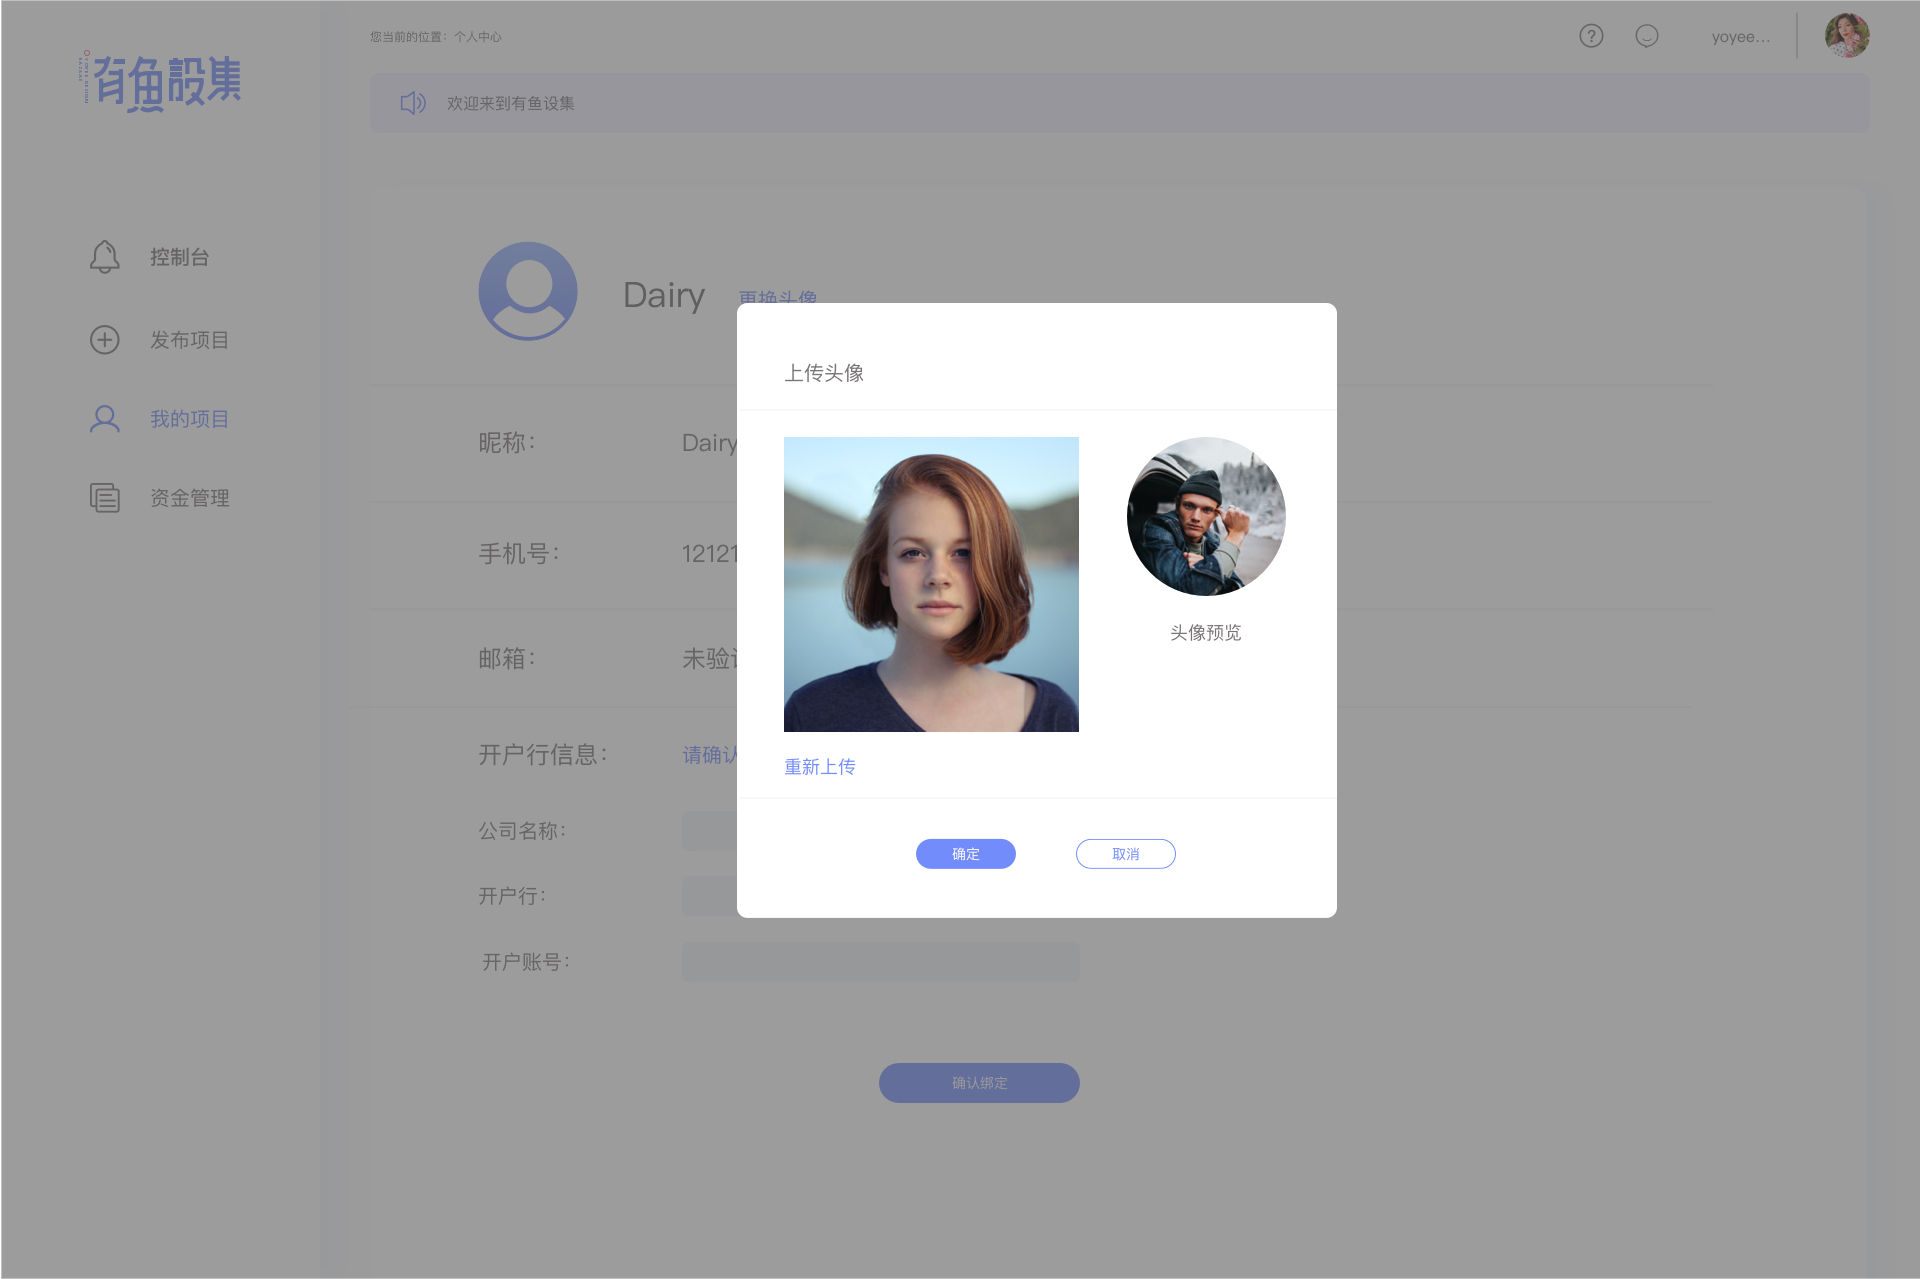 有鱼設集
您当前的位置：个人中心
yoyee...
欢迎来到有鱼设集
控制台
发布项目
我的项目
资金管理
Dairy
更换头像
昵称：
Dairy
手机号：
12121
邮箱：
未验
开户行信息：
请确认
公司名称：
开户行：
开户账号：
确认绑定
上传头像
头像预览
重新上传
确定
取消